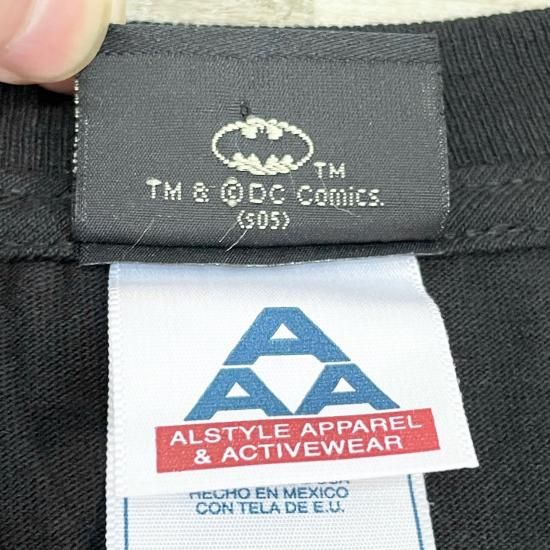 TM
TM & © DC Comics.
(s05)
A
A A
ALSTYLE APPAREL
& ACTIVEWEAR
HECHO EN MEXICO
CON TELA DE E.U.